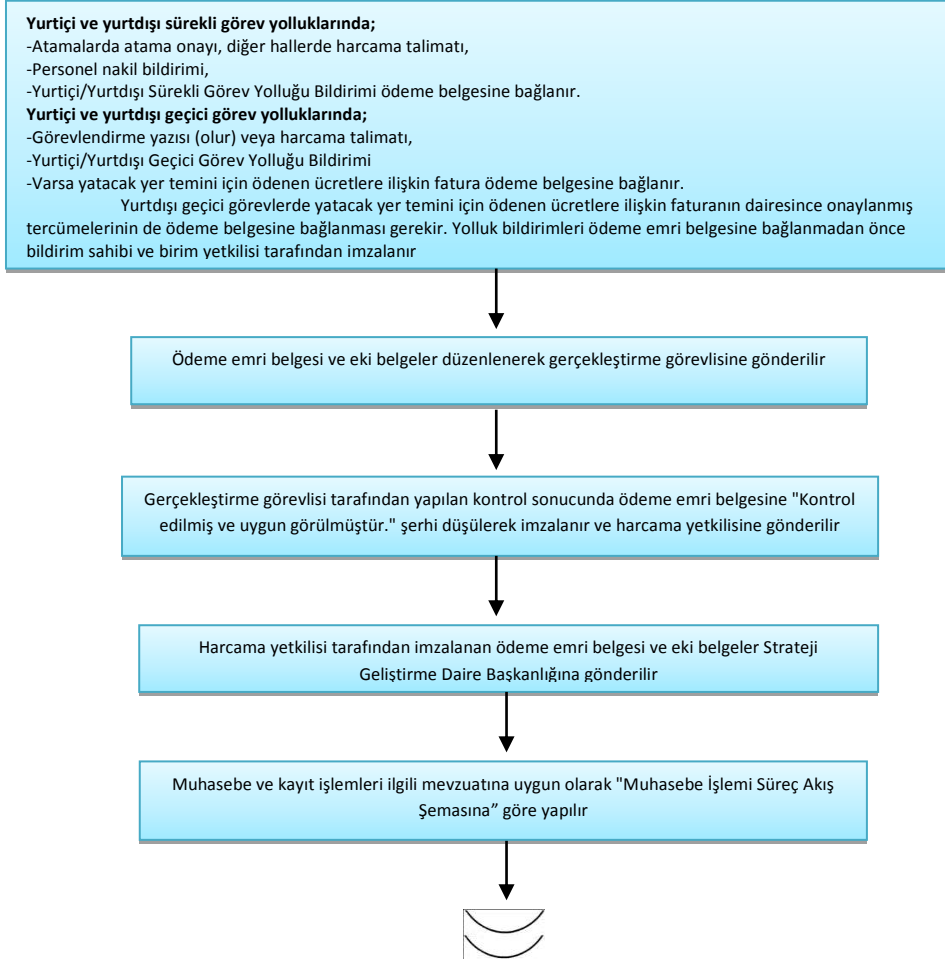 Yurtiçi ve yurtdışı sürekli görev yolluklarında;
-Atamalarda atama onayı, diğer hallerde harcama talimatı,
-Personel nakil bildirimi,
-Yurtiçi/Yurtdışı Sürekli Görev Yolluğu Bildirimi ödeme belgesine bağlanır.
Yurtiçi ve yurtdışı geçici görev yolluklarında;
-Görevlendirme yazısı (olur) veya harcama talimatı,
-Yurtiçi/Yurtdışı Geçici Görev Yolluğu Bildirimi
-Varsa yatacak yer temini için ödenen ücretlere ilişkin fatura ödeme belgesine bağlanır.
Yurtdışı geçici görevlerde yatacak yer temini için ödenen ücretlere ilişkin faturanın dairesince onaylanmış
tercümelerinin de ödeme belgesine bağlanması gerekir. Yolluk bildirimleri ödeme emri belgesine bağlanmadan önce
bildirim sahibi ve birim yetkilisi tarafından imzalanır
Ödeme emri belgesi ve eki belgeler düzenlenerek gerçekleştirme görevlisine gönderilir
Gerçekleştirme görevlisi tarafından yapılan kontrol sonucunda ödeme emri belgesine "Kontrol
edilmiş ve uygun görülmüştür." şerhi düşülerek imzalanır ve harcama yetkilisine gönderilir
Harcama yetkilisi tarafından imzalanan ödeme emri belgesi ve eki belgeler Strateji
Geliştirme Daire Başkanlığına gönderilir
Muhasebe ve kayıt işlemleri ilgili mevzuatına uygun olarak "Muhasebe İşlemi Süreç Akış
Şemasına” göre yapılır